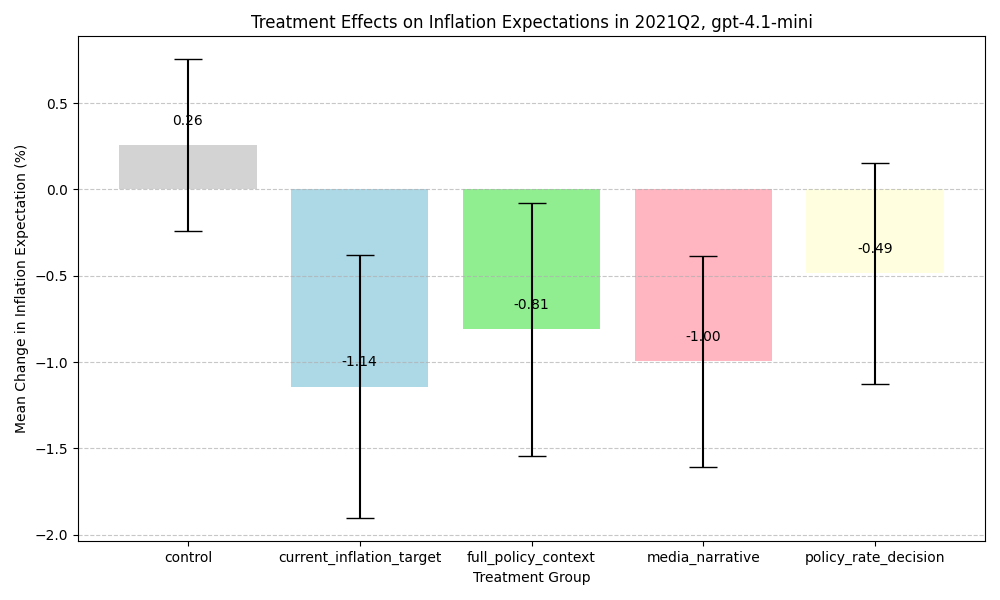 Treatment Effects on Inflation Expectations in 2021Q2, gpt-4.1-mini
Mean Change in Inflation Expectation (%)
0.5
0.0
−0.5
−1.0
−1.5
−2.0
0.26
-1.14
-0.81
-1.00
-0.49
control
current_inflation_target
full_policy_context
media_narrative
policy_rate_decision
Treatment Group